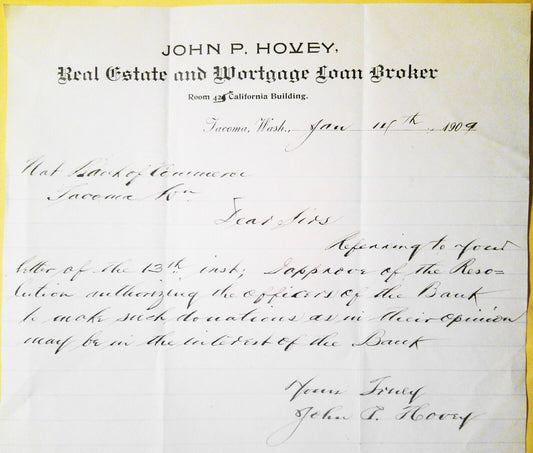 JOHN P. HOVEY,
Real Estate and Mortgage Loan Broker
Room California Building.
Tacoma, Wash., Jan 14th, 1909
Nat Bank of Commerce
Tacoma Wn
Dear Sirs
Referring to your
letter of the 13th inst; I approve of the Reso-
lution authorizing the officers of the Bank
to make such donations as in their opinion
may be in the interest of the Bank
Yours Truly
John P. Hovey